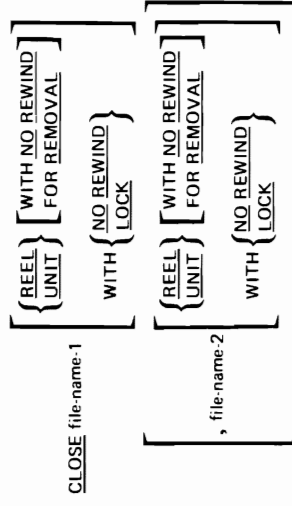 REEL
UNIT
WITH NO REWIND
FOR REMOVAL
CLOSE file-name-1
WITH
NO REWIND
LOCK
REEL
UNIT
WITH NO REWIND
FOR REMOVAL
, file-name-2
WITH
NO REWIND
LOCK